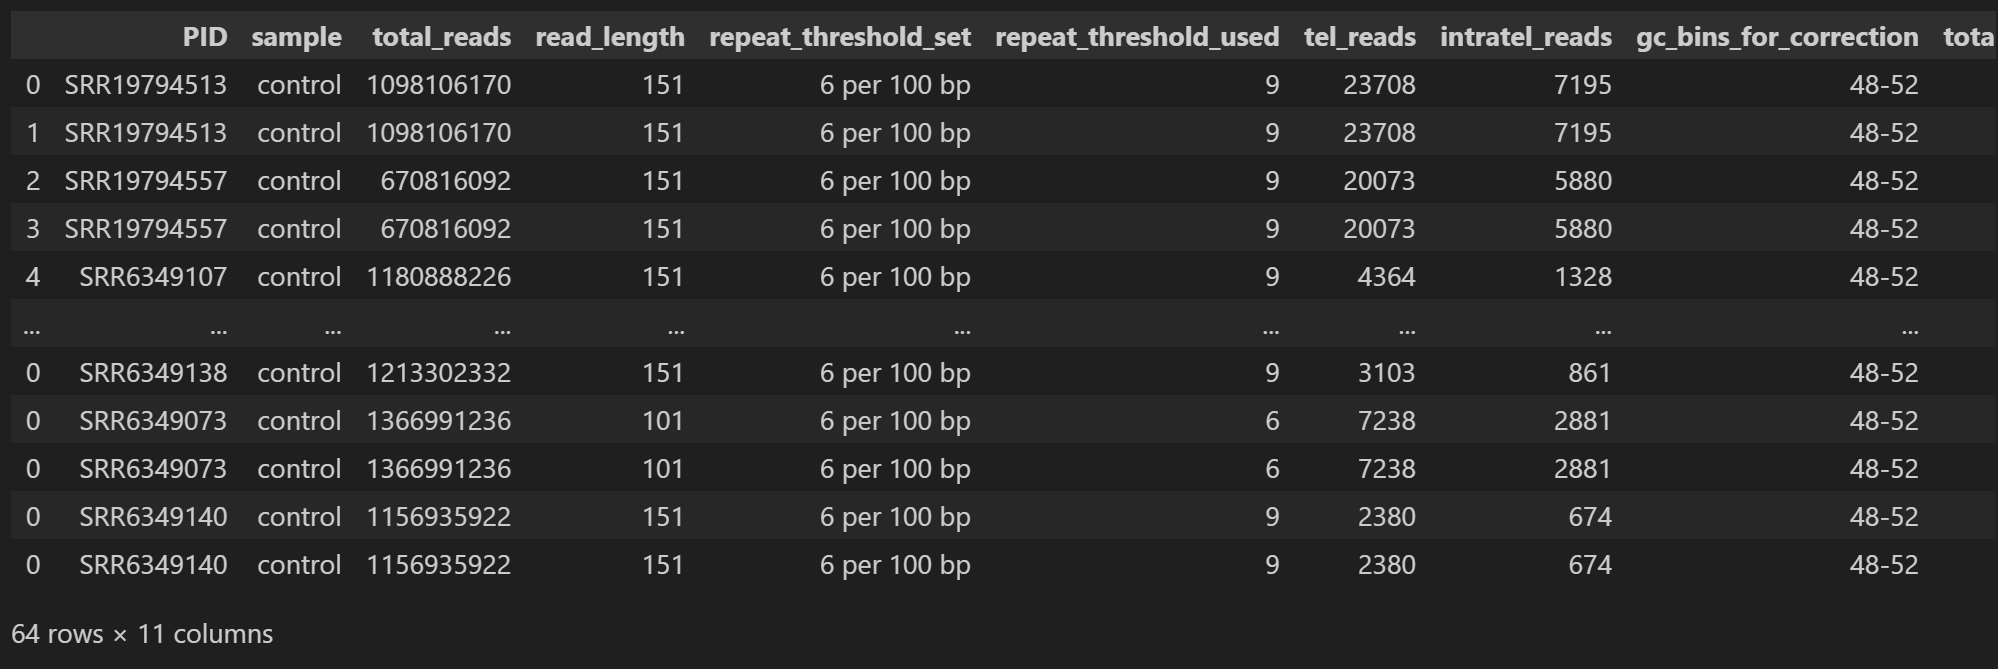 PID sample total_reads read_length repeat_threshold_set repeat_threshold_used tel_reads intratel_reads gc_bins_for_correction tota
0 SRR19794513 control 1098106170 151 6 per 100 bp 9 23708 7195 48-52
1 SRR19794513 control 1098106170 151 6 per 100 bp 9 23708 7195 48-52
2 SRR19794557 control 670816092 151 6 per 100 bp 9 20073 5880 48-52
3 SRR19794557 control 670816092 151 6 per 100 bp 9 20073 5880 48-52
4 SRR6349107 control 1180888226 151 6 per 100 bp 9 4364 1328 48-52
... ... ... ... ... ... ... ... ... ...
0 SRR6349138 control 1213302332 151 6 per 100 bp 9 3103 861 48-52
0 SRR6349073 control 1366991236 101 6 per 100 bp 6 7238 2881 48-52
0 SRR6349073 control 1366991236 101 6 per 100 bp 6 7238 2881 48-52
0 SRR6349140 control 1156935922 151 6 per 100 bp 9 2380 674 48-52
0 SRR6349140 control 1156935922 151 6 per 100 bp 9 2380 674 48-52
64 rows × 11 columns